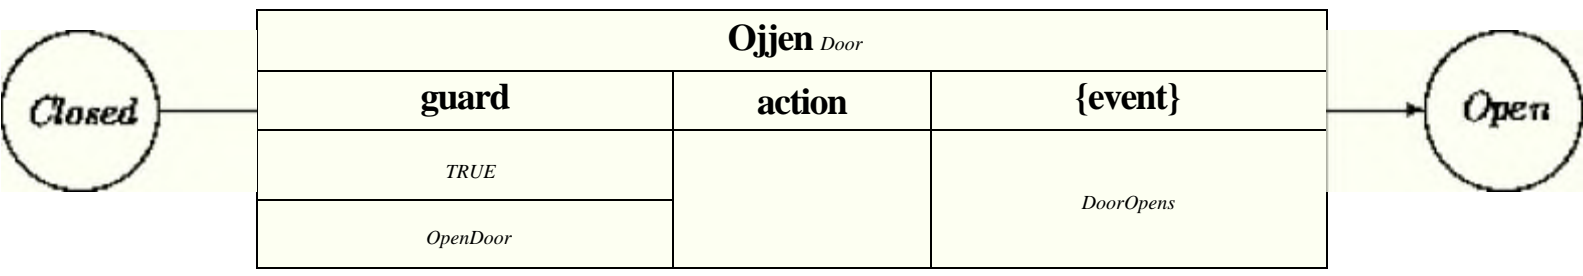 Ojjen Door
guard action {event}
Closed
Open
TRUE
DoorOpens
OpenDoor